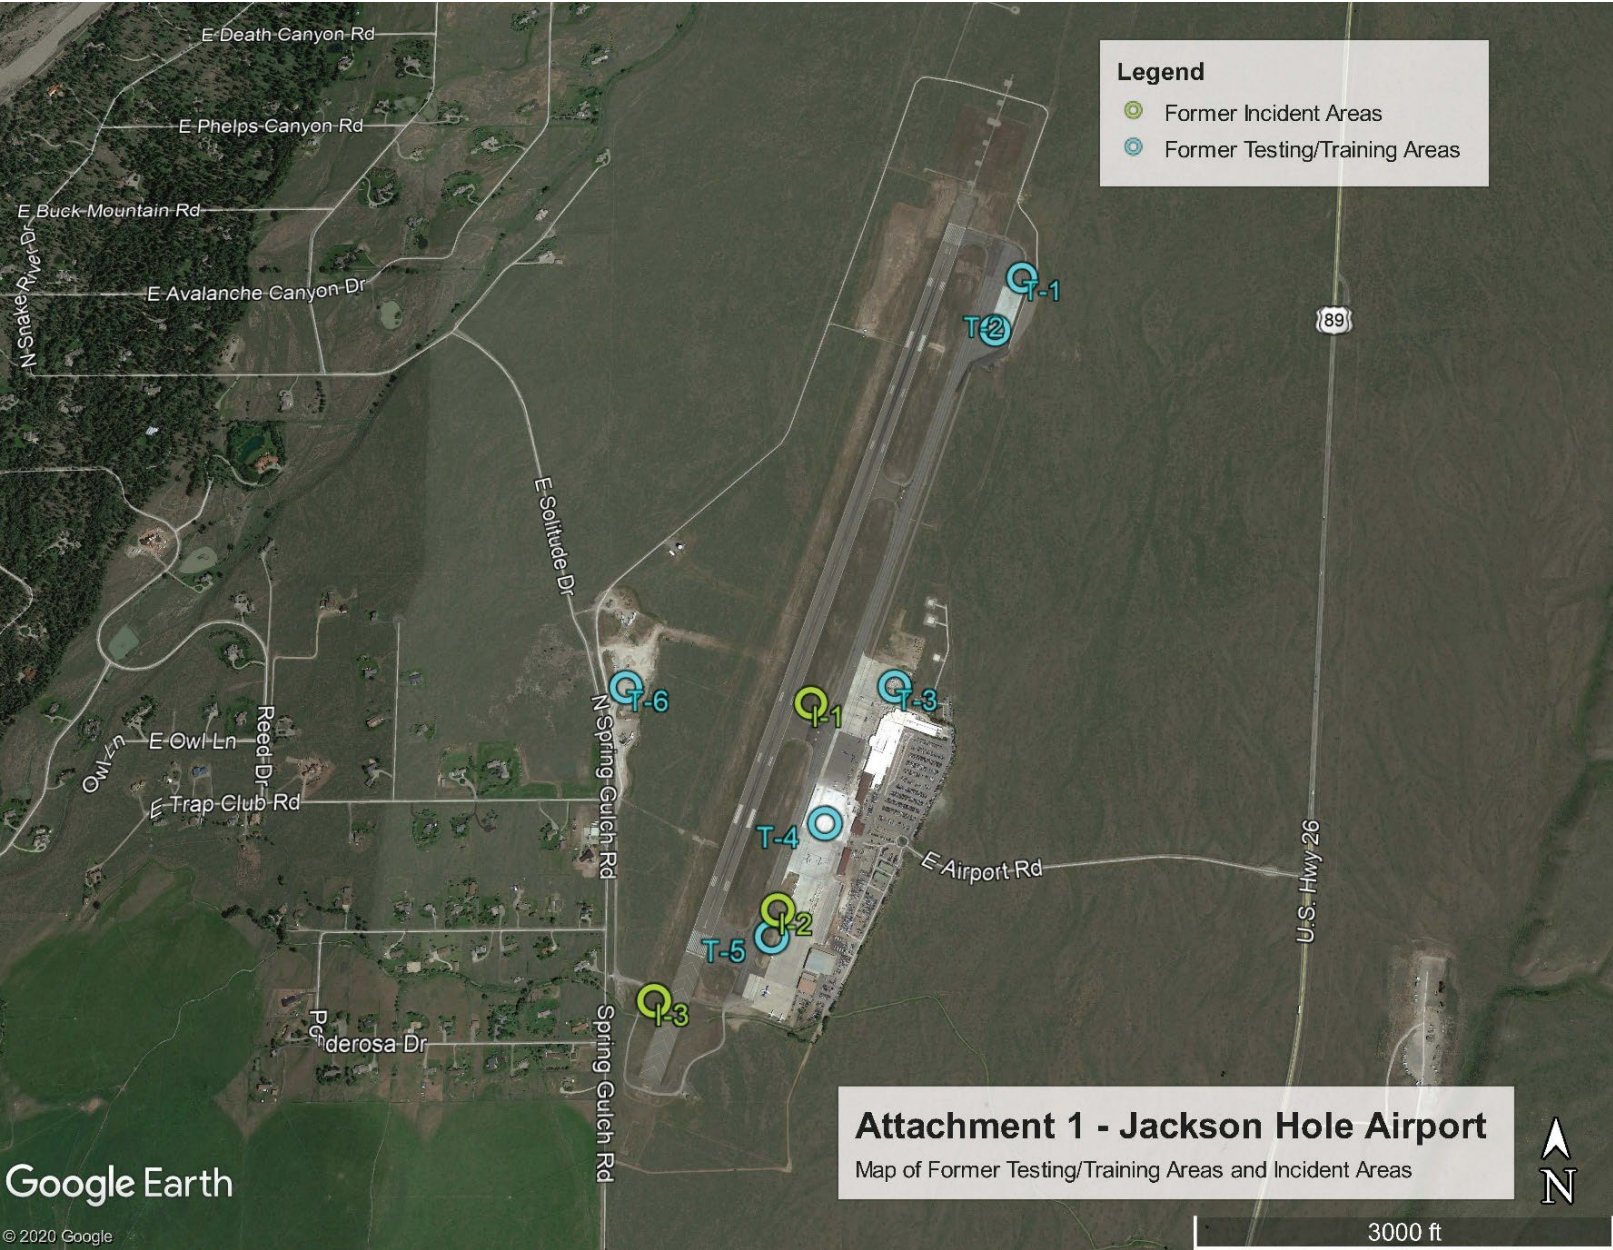 E Death Canyon Rd
Legend
Former Incident Areas
Former Testing/Training Areas
E Phelps Canyon Rd
E Buck Mountain Rd
N Snake River Dr
E Avalanche Canyon Dr
T-1
T-2
89
E Solitude Dr
T-6
T-3
I-1
N Spring Gulch Rd
Reed Dr
E Owl Ln
Owl Ln
E Trap Club Rd
T-4
E Airport Rd
U.S. Hwy 26
I-2
T-5
I-3
Ponderosa Dr
Spring Gulch Rd
Attachment 1 - Jackson Hole Airport
Map of Former Testing/Training Areas and Incident Areas
N
Google Earth
© 2020 Google
3000 ft